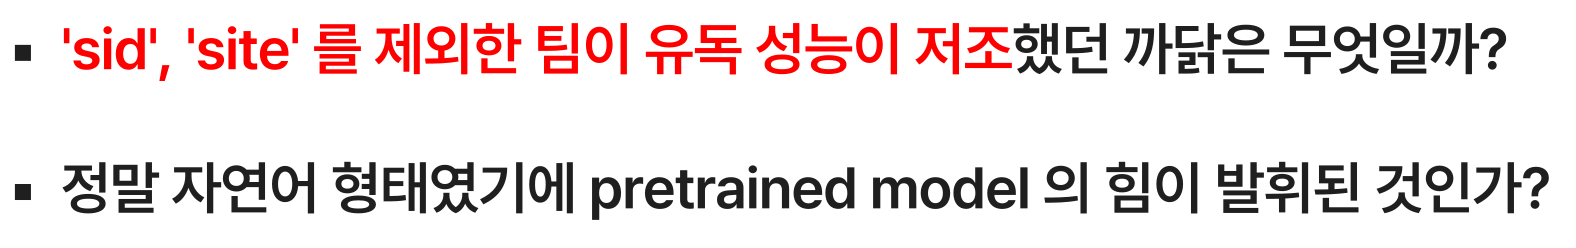 ▪ 'sid', 'site' 를 제외한 팀이 유독 성능이 저조했던 까닭은 무엇일까?
▪ 정말 자연어 형태였기에 pretrained model 의 힘이 발휘된 것인가?